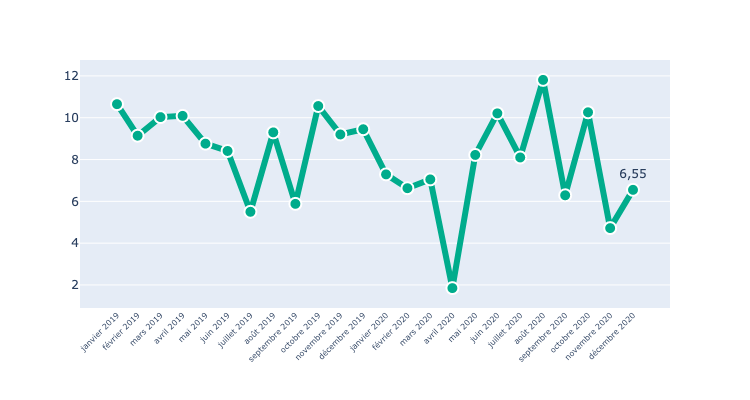 12
10
8
6
4
2
6,55
janvier 2019
février 2019
mars 2019
avril 2019
mai 2019
juin 2019
juillet 2019
août 2019
septembre 2019
octobre 2019
novembre 2019
décembre 2019
janvier 2020
février 2020
mars 2020
avril 2020
mai 2020
juin 2020
juillet 2020
août 2020
septembre 2020
octobre 2020
novembre 2020
décembre 2020